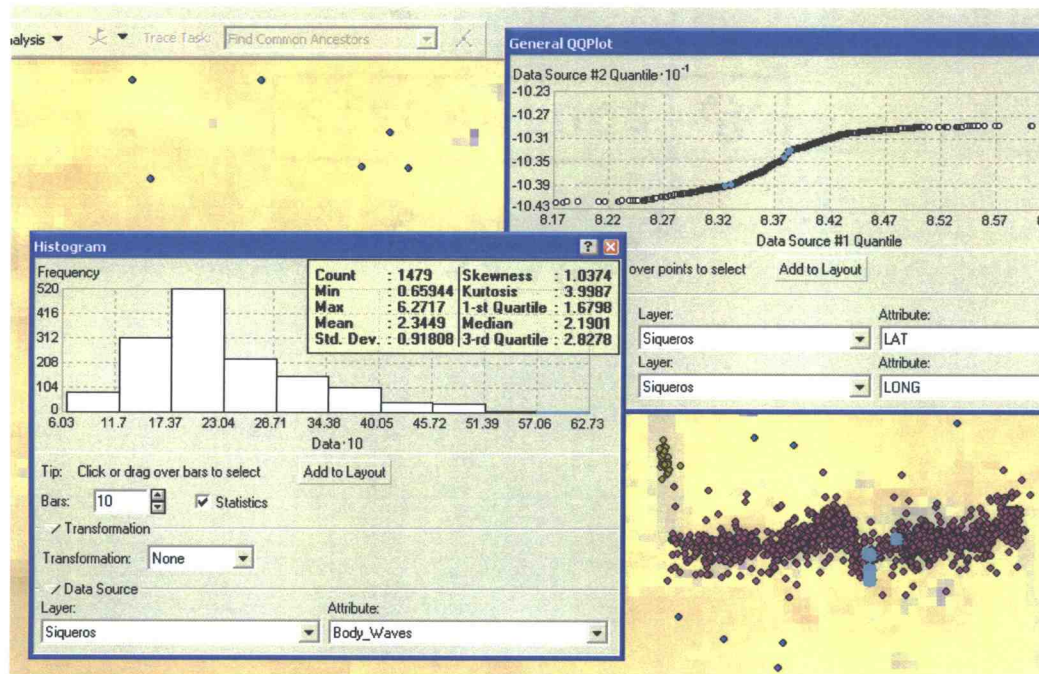 nalysis
Trace Task: Find Common Ancestors
General QQPlot
Data Source #2 Quantile·10⁻¹
-10.23
-10.27
-10.31
-10.35
-10.39
-10.43
8.17 8.22 8.27 8.32 8.37 8.42 8.47 8.52 8.57 8
Data Source #1 Quantile
over points to select Add to Layout
Layer: Attribute:
Siqueros LAT
Layer: Attribute:
Siqueros LONG
Histogram
Frequency
Count : 1479 Skewness : 1.0374
Min : 0.65944 Kurtosis : 3.9987
Max : 6.2717 1-st Quartile : 1.6798
Mean : 2.3449 Median : 2.1901
Std. Dev. : 0.91808 3-rd Quartile : 2.8278
520
416
312
208
104
0
6.03 11.7 17.37 23.04 28.71 34.38 40.05 45.72 51.39 57.06 62.73
Data·10
Tip: Click or drag over bars to select Add to Layout
Bars: 10 Statistics
Transformation
Transformation: None
Data Source
Layer: Attribute:
Siqueros Body_Waves